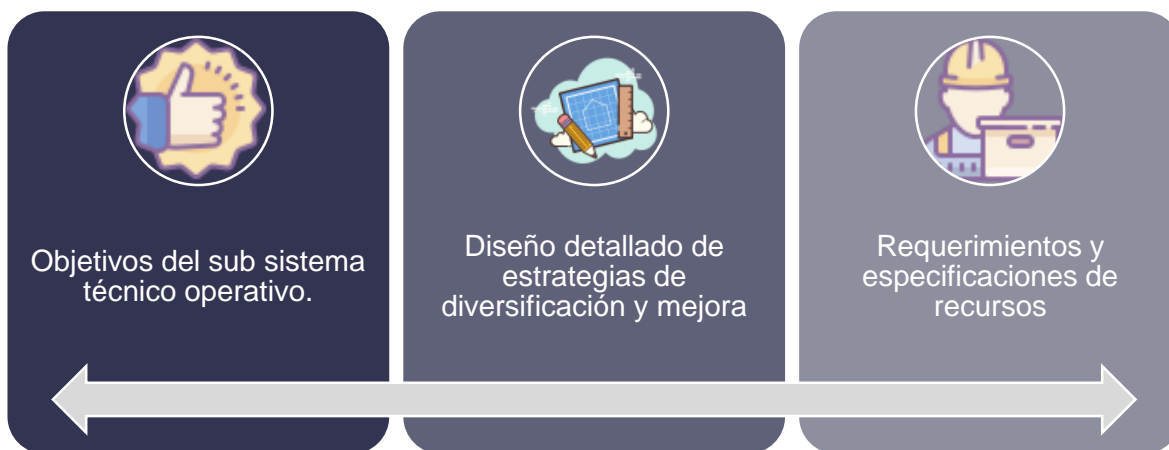 Objetivos del sub sistema
técnico operativo.
Diseño detallado de
estrategias de
diversificación y mejora
Requerimientos y
especificaciones de
recursos